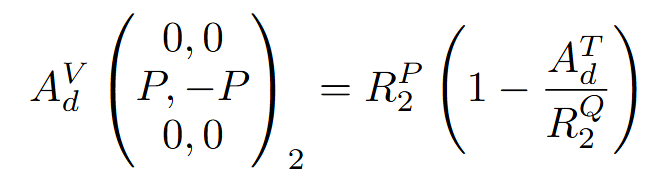 $$A_d^V \begin{pmatrix} 0,0 \\ P,-P \\ 0,0 \end{pmatrix}_2 = R_2^P \left( 1 - \frac{A_d^T}{R_2^Q} \right)$$